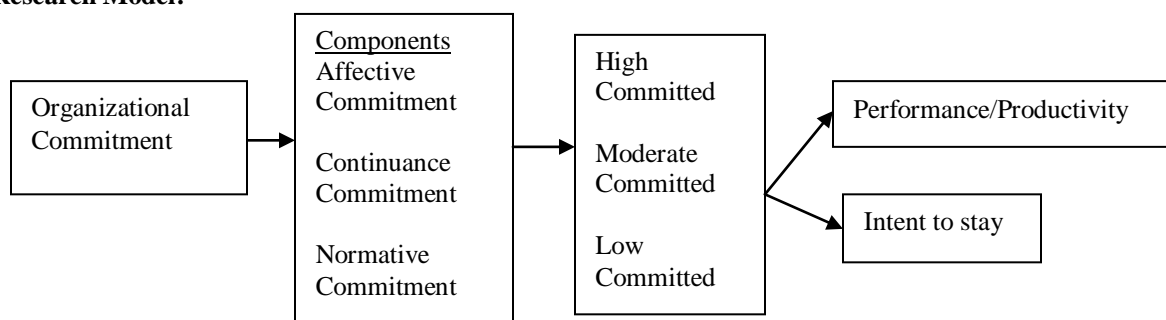 Research Model:
Organizational
Commitment
Components
Affective
Commitment
Continuance
Commitment
Normative
Commitment
High
Committed
Moderate
Committed
Low
Committed
Performance/Productivity
Intent to stay